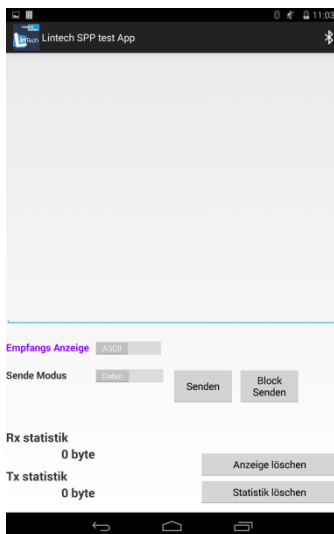 11:03
LinTech Lintech SPP test App
Empfangs Anzeige ASCII
Sende Modus Daten
Senden
Block
Senden
Rx statistik
0 byte
Anzeige löschen
Tx statistik
0 byte
Statistik löschen